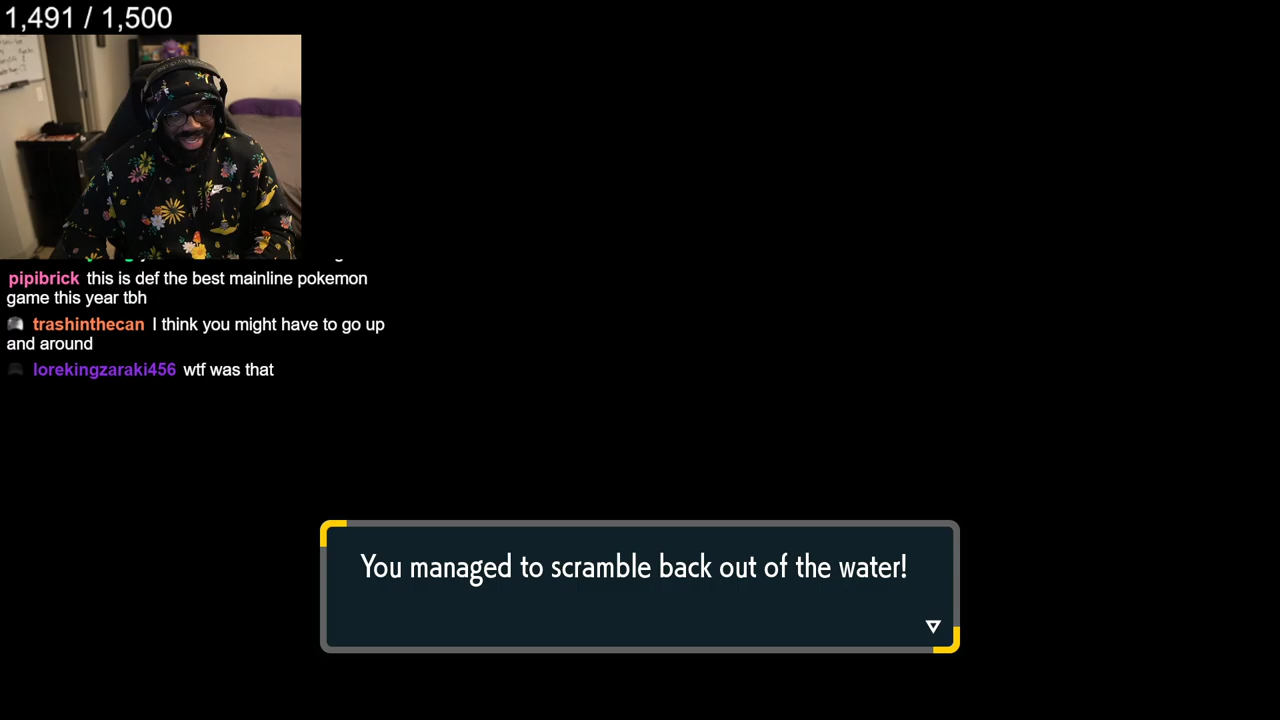 1,491 / 1,500
pipibrick this is def the best mainline pokemon
game this year tbh
trashinthecan I think you might have to go up
and around
lorekingzaraki456 wtf was that
You managed to scramble back out of the water!